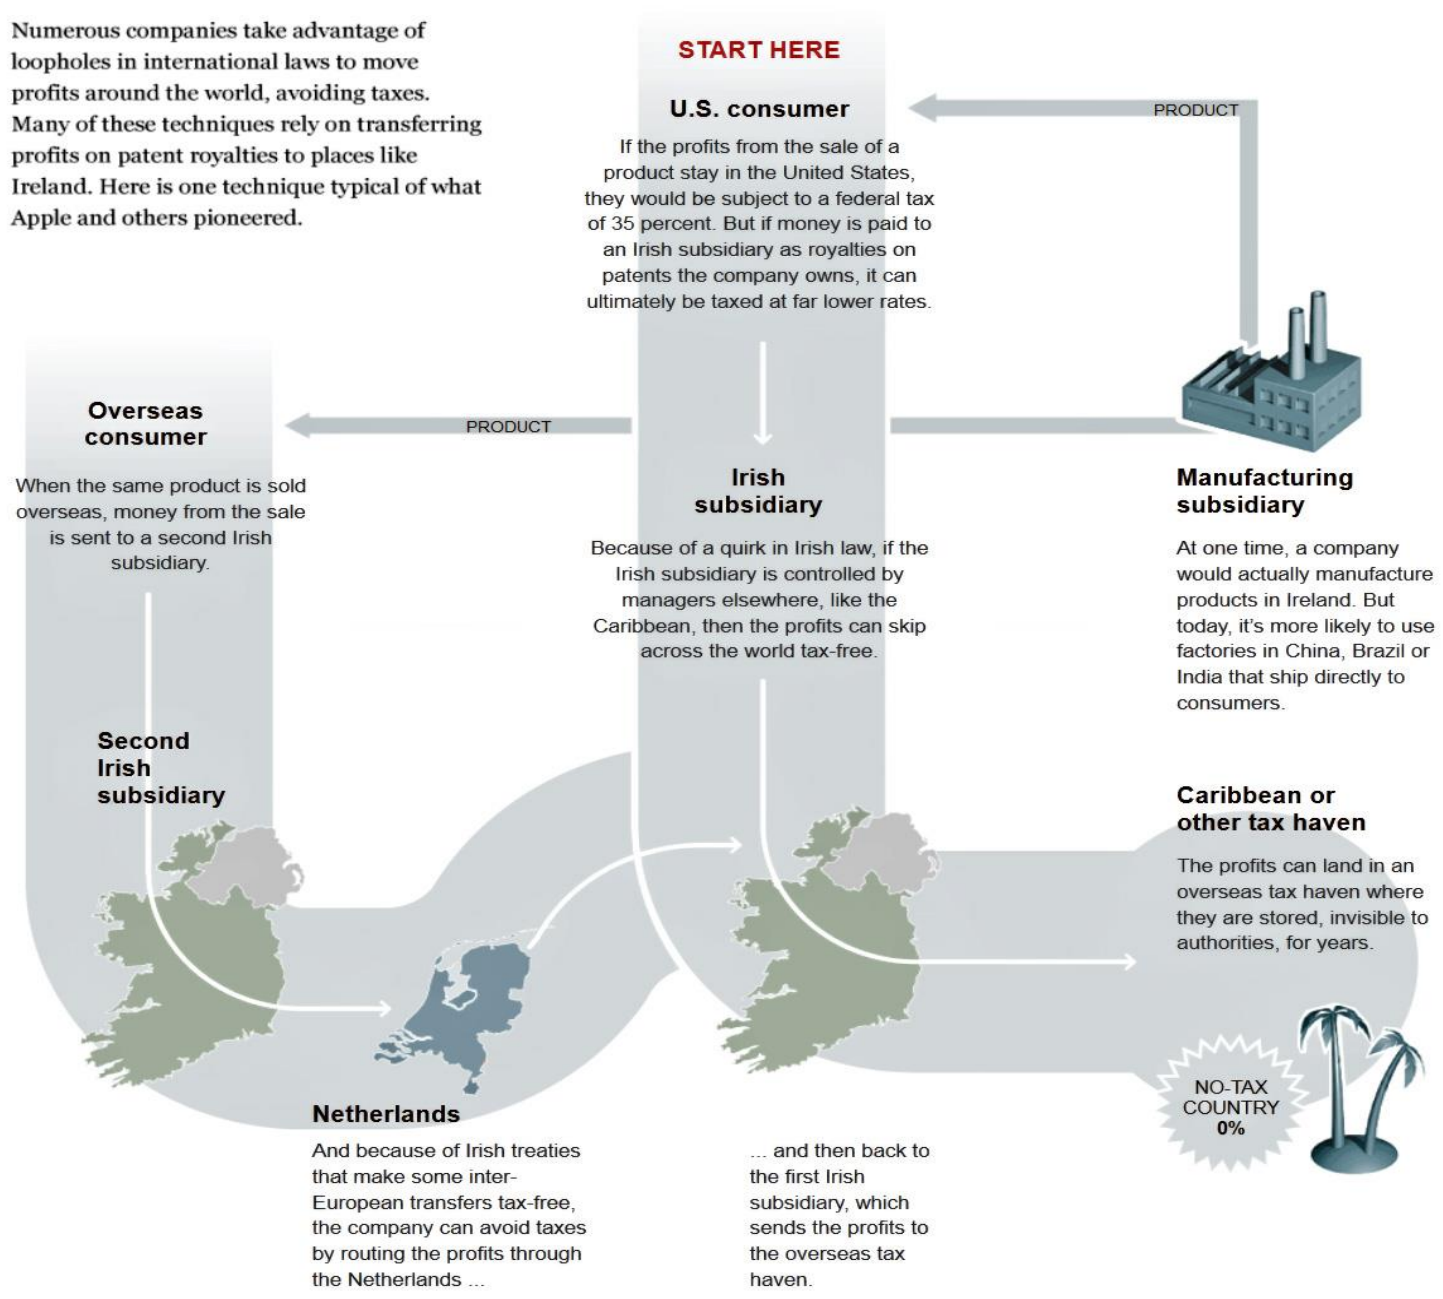 Numerous companies take advantage of
loopholes in international laws to move
profits around the world, avoiding taxes.
Many of these techniques rely on transferring
profits on patent royalties to places like
Ireland. Here is one technique typical of what
Apple and others pioneered.
START HERE
U.S. consumer
If the profits from the sale of a
product stay in the United States,
they would be subject to a federal tax
of 35 percent. But if money is paid to
an Irish subsidiary as royalties on
patents the company owns, it can
ultimately be taxed at far lower rates.
PRODUCT
Overseas
consumer
When the same product is sold
overseas, money from the sale
is sent to a second Irish
subsidiary.
PRODUCT
Irish
subsidiary
Because of a quirk in Irish law, if the
Irish subsidiary is controlled by
managers elsewhere, like the
Caribbean, then the profits can skip
across the world tax-free.
Manufacturing
subsidiary
At one time, a company
would actually manufacture
products in Ireland. But
today, it's more likely to use
factories in China, Brazil or
India that ship directly to
consumers.
Second
Irish
subsidiary
Caribbean or
other tax haven
The profits can land in an
overseas tax haven where
they are stored, invisible to
authorities, for years.
NO-TAX
COUNTRY
0%
Netherlands
And because of Irish treaties
that make some inter-
European transfers tax-free,
the company can avoid taxes
by routing the profits through
the Netherlands ...
... and then back to
the first Irish
subsidiary, which
sends the profits to
the overseas tax
haven.